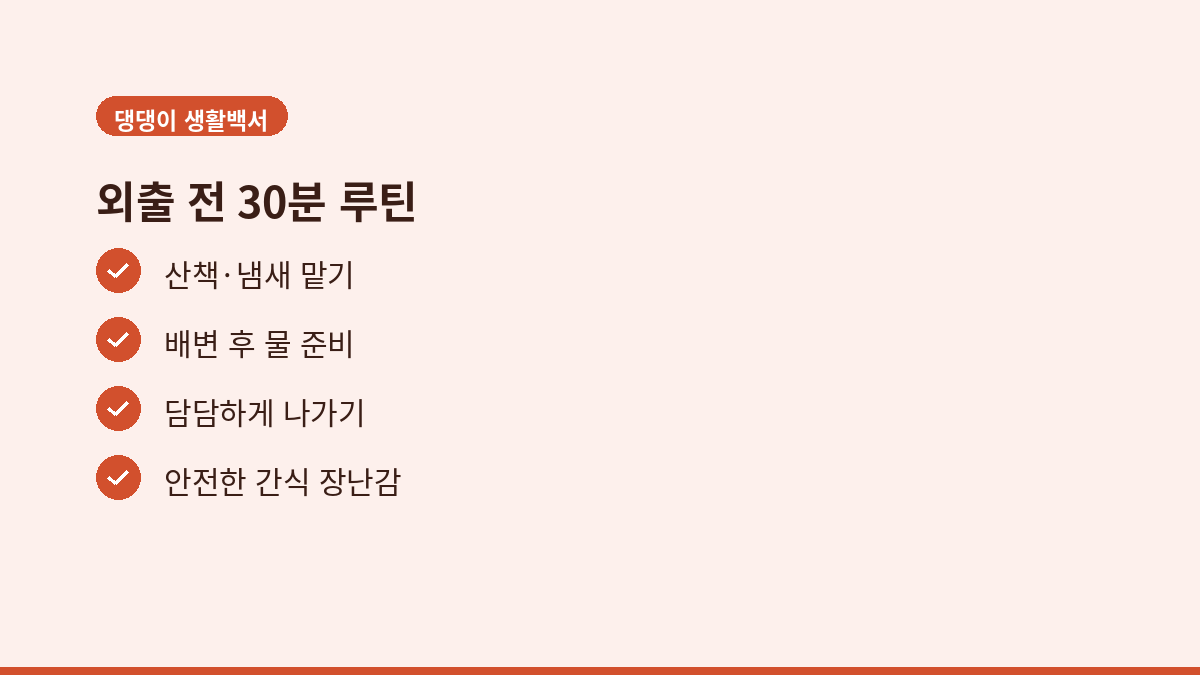 댕댕이 생활백서
외출 전 30분 루틴
산책·냄새 맡기
배변 후 물 준비
담담하게 나가기
안전한 간식 장난감